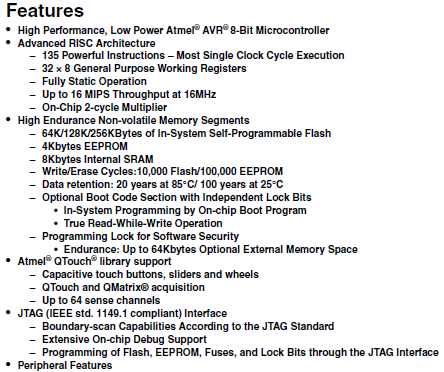 Features
• High Performance, Low Power Atmel® AVR® 8-Bit Microcontroller
• Advanced RISC Architecture
– 135 Powerful Instructions – Most Single Clock Cycle Execution
– 32 × 8 General Purpose Working Registers
– Fully Static Operation
– Up to 16 MIPS Throughput at 16MHz
– On-Chip 2-cycle Multiplier
• High Endurance Non-volatile Memory Segments
– 64K/128K/256KBytes of In-System Self-Programmable Flash
– 4Kbytes EEPROM
– 8Kbytes Internal SRAM
– Write/Erase Cycles:10,000 Flash/100,000 EEPROM
– Data retention: 20 years at 85°C/ 100 years at 25°C
– Optional Boot Code Section with Independent Lock Bits
• In-System Programming by On-chip Boot Program
• True Read-While-Write Operation
– Programming Lock for Software Security
• Endurance: Up to 64Kbytes Optional External Memory Space
• Atmel® QTouch® library support
– Capacitive touch buttons, sliders and wheels
– QTouch and QMatrix® acquisition
– Up to 64 sense channels
• JTAG (IEEE std. 1149.1 compliant) Interface
– Boundary-scan Capabilities According to the JTAG Standard
– Extensive On-chip Debug Support
– Programming of Flash, EEPROM, Fuses, and Lock Bits through the JTAG Interface
• Peripheral Features